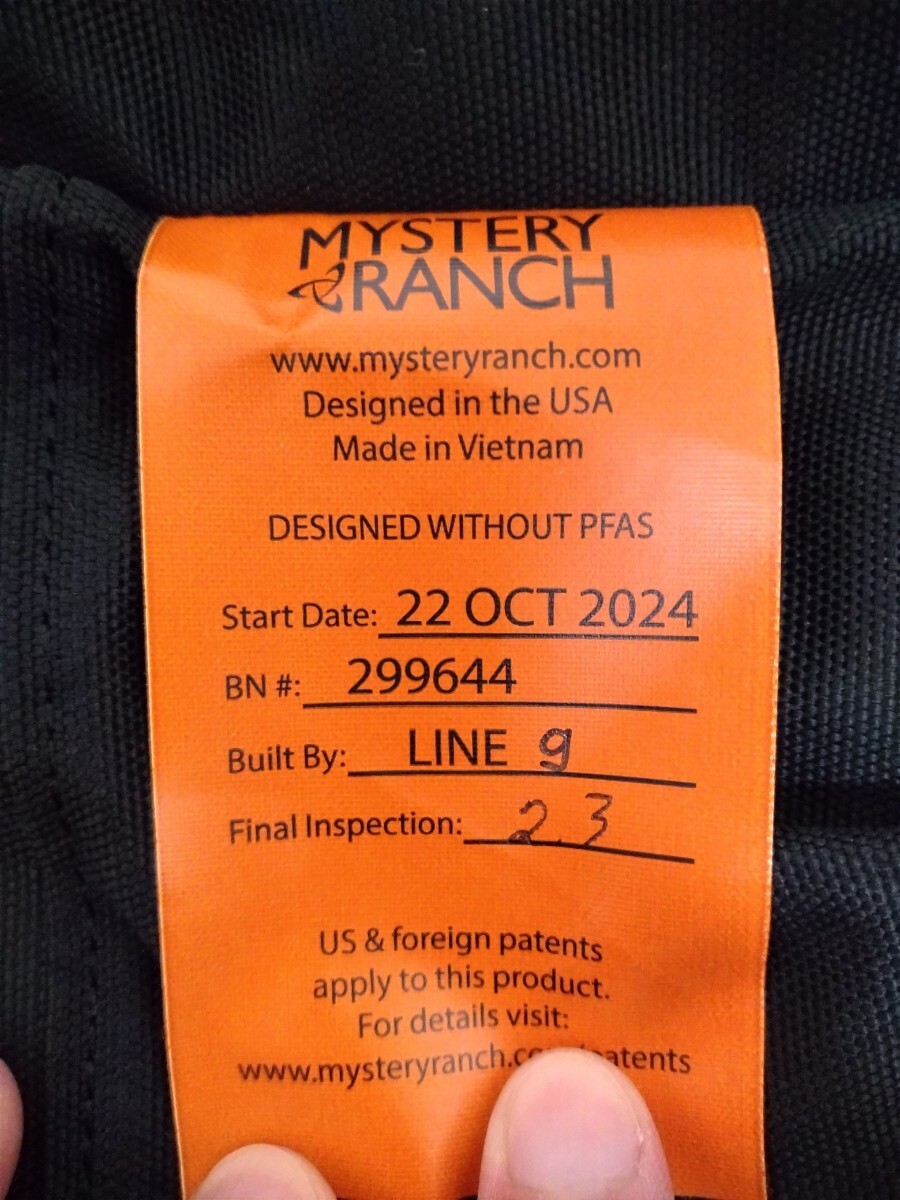 MYSTERY
RANCH
www.mysteryranch.com
Designed in the USA
Made in Vietnam
DESIGNED WITHOUT PFAS
Start Date: 22 OCT 2024
BN #: 299644
Built By: LINE 9
Final Inspection: 23
US & foreign patents
apply to this product.
For details visit: